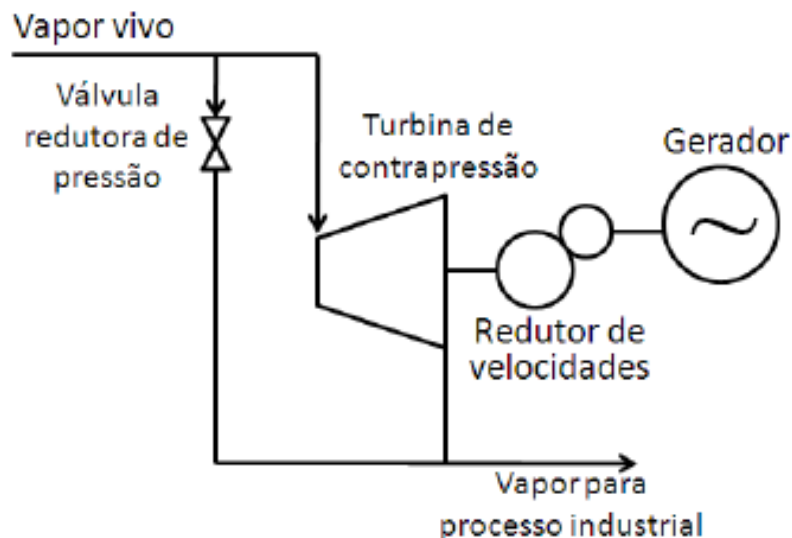 Vapor vivo
Válvula
redutora de
pressão
Turbina de
contrapressão
Gerador
Redutor de
velocidades
Vapor para
processo industrial